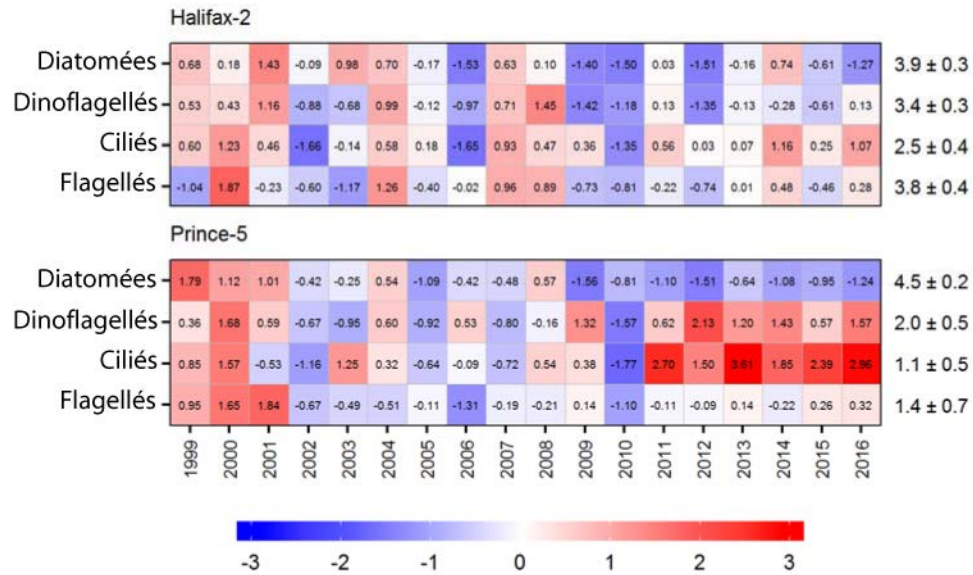 Halifax-2
Diatomées 0.68 0.18 1.43 -0.09 0.98 0.70 -0.17 -1.53 0.63 0.10 -1.40 -1.50 0.03 -1.51 -0.16 0.74 -0.61 -1.27 3.9 ± 0.3
Dinoflagellés 0.53 0.43 1.16 -0.88 -0.68 0.99 -0.12 -0.97 0.71 1.45 -1.42 -1.18 0.13 -1.35 -0.13 -0.28 -0.61 0.13 3.4 ± 0.3
Ciliés 0.60 1.23 0.46 -1.66 -0.14 0.58 0.18 -1.65 0.93 0.47 0.36 -1.35 0.56 0.03 0.07 1.16 0.25 1.07 2.5 ± 0.4
Flagellés -1.04 1.87 -0.23 -0.60 -1.17 1.26 -0.40 -0.02 0.96 0.89 -0.73 -0.81 -0.22 -0.74 0.01 0.48 -0.46 0.28 3.8 ± 0.4
Prince-5
Diatomées 1.79 1.12 1.01 -0.42 -0.25 0.54 -1.09 -0.42 -0.48 0.57 -1.56 -0.81 -1.10 -1.51 -0.64 -1.08 -0.95 -1.24 4.5 ± 0.2
Dinoflagellés 0.36 1.68 0.59 -0.67 -0.95 0.60 -0.92 0.53 -0.80 -0.16 1.32 -1.57 0.62 2.13 1.20 1.43 0.57 1.57 2.0 ± 0.5
Ciliés 0.85 1.57 -0.53 -1.16 1.25 0.32 -0.64 -0.09 -0.72 0.54 0.38 -1.77 2.70 1.50 3.61 1.85 2.39 2.96 1.1 ± 0.5
Flagellés 0.95 1.65 1.84 -0.67 -0.49 -0.51 -0.11 -1.31 -0.19 -0.21 0.14 -1.10 -0.11 -0.09 0.14 -0.22 0.26 0.32 1.4 ± 0.7
1999 2000 2001 2002 2003 2004 2005 2006 2007 2008 2009 2010 2011 2012 2013 2014 2015 2016
-3 -2 -1 0 1 2 3